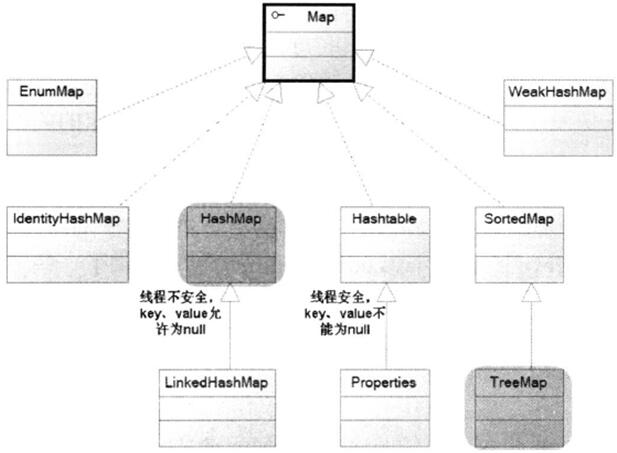 Map
EnumMap
WeakHashMap
IdentityHashMap
HashMap
Hashtable
SortedMap
线程不安全，
key、value允
许为null
线程安全，
key、value不
能为null
LinkedHashMap
Properties
TreeMap